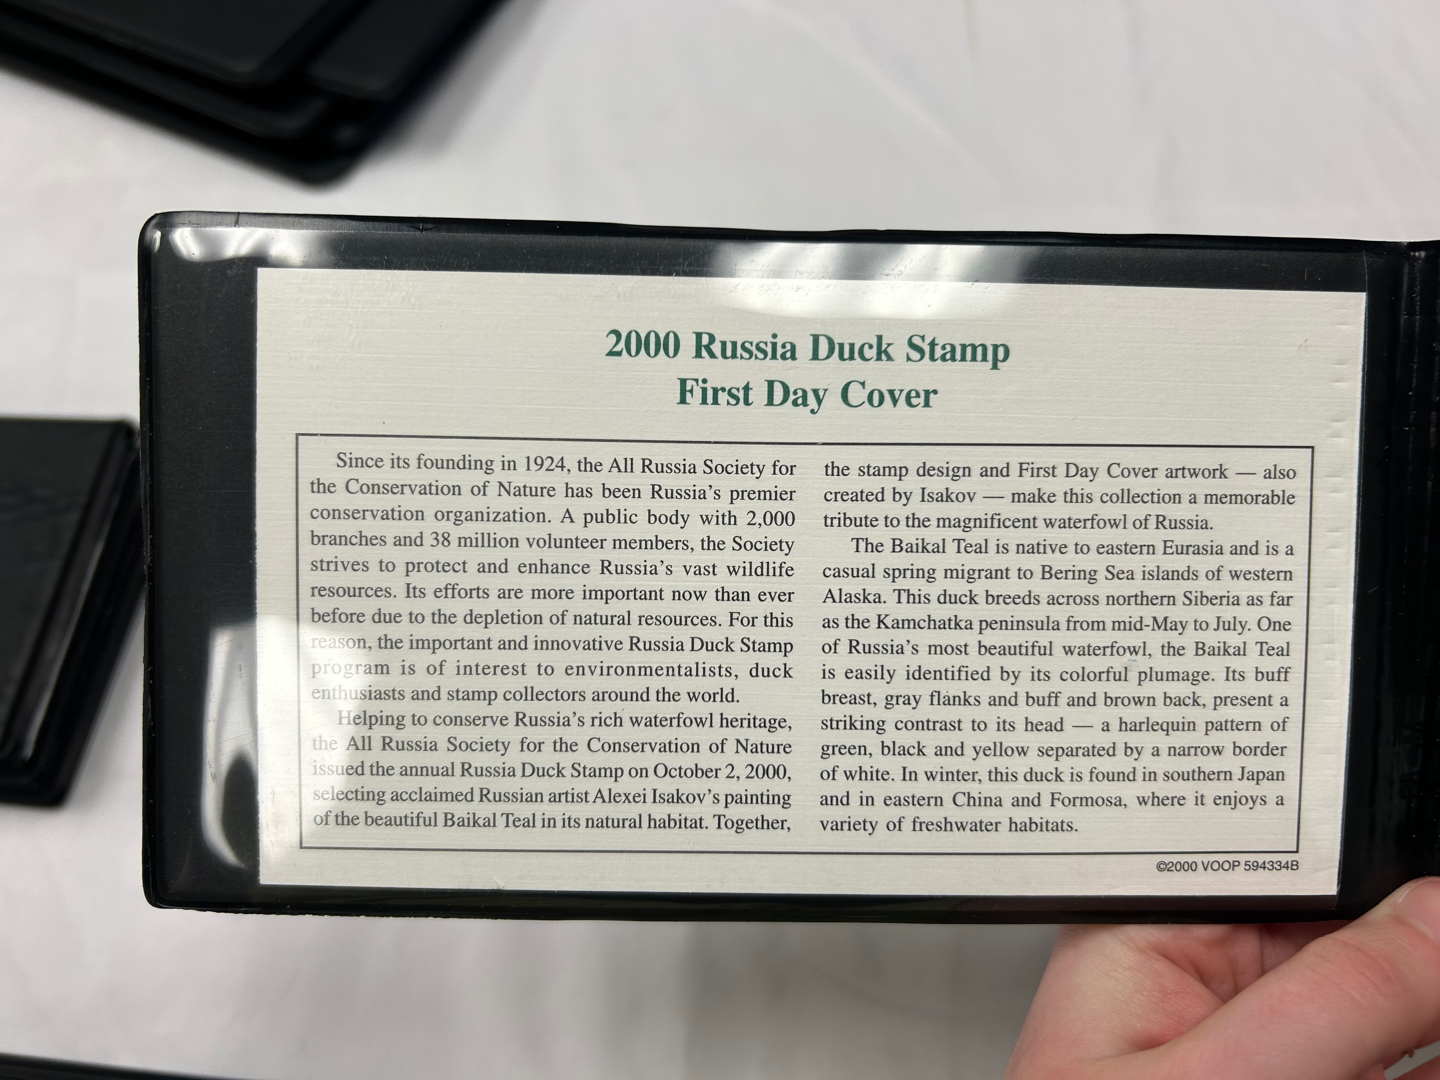 2000 Russia Duck Stamp
First Day Cover
Since its founding in 1924, the All Russia Society for
the Conservation of Nature has been Russia's premier
conservation organization. A public body with 2,000
branches and 38 million volunteer members, the Society
strives to protect and enhance Russia's vast wildlife
resources. Its efforts are more important now than ever
before due to the depletion of natural resources. For this
reason, the important and innovative Russia Duck Stamp
program is of interest to environmentalists, duck
enthusiasts and stamp collectors around the world.
Helping to conserve Russia's rich waterfowl heritage,
the All Russia Society for the Conservation of Nature
issued the annual Russia Duck Stamp on October 2, 2000,
selecting acclaimed Russian artist Alexei Isakov's painting
of the beautiful Baikal Teal in its natural habitat. Together,
the stamp design and First Day Cover artwork — also
created by Isakov — make this collection a memorable
tribute to the magnificent waterfowl of Russia.
The Baikal Teal is native to eastern Eurasia and is a
casual spring migrant to Bering Sea islands of western
Alaska. This duck breeds across northern Siberia as far
as the Kamchatka peninsula from mid-May to July. One
of Russia's most beautiful waterfowl, the Baikal Teal
is easily identified by its colorful plumage. Its buff
breast, gray flanks and buff and brown back, present a
striking contrast to its head — a harlequin pattern of
green, black and yellow separated by a narrow border
of white. In winter, this duck is found in southern Japan
and in eastern China and Formosa, where it enjoys a
variety of freshwater habitats.
©2000 VOOP 594334B